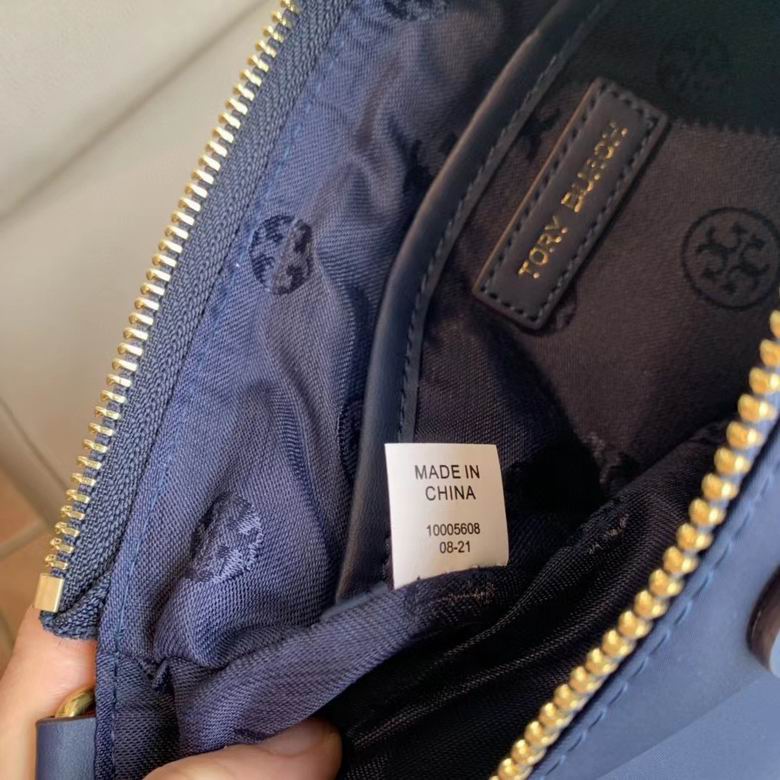 TORY BURCH
MADE IN
CHINA
10005608
08-21